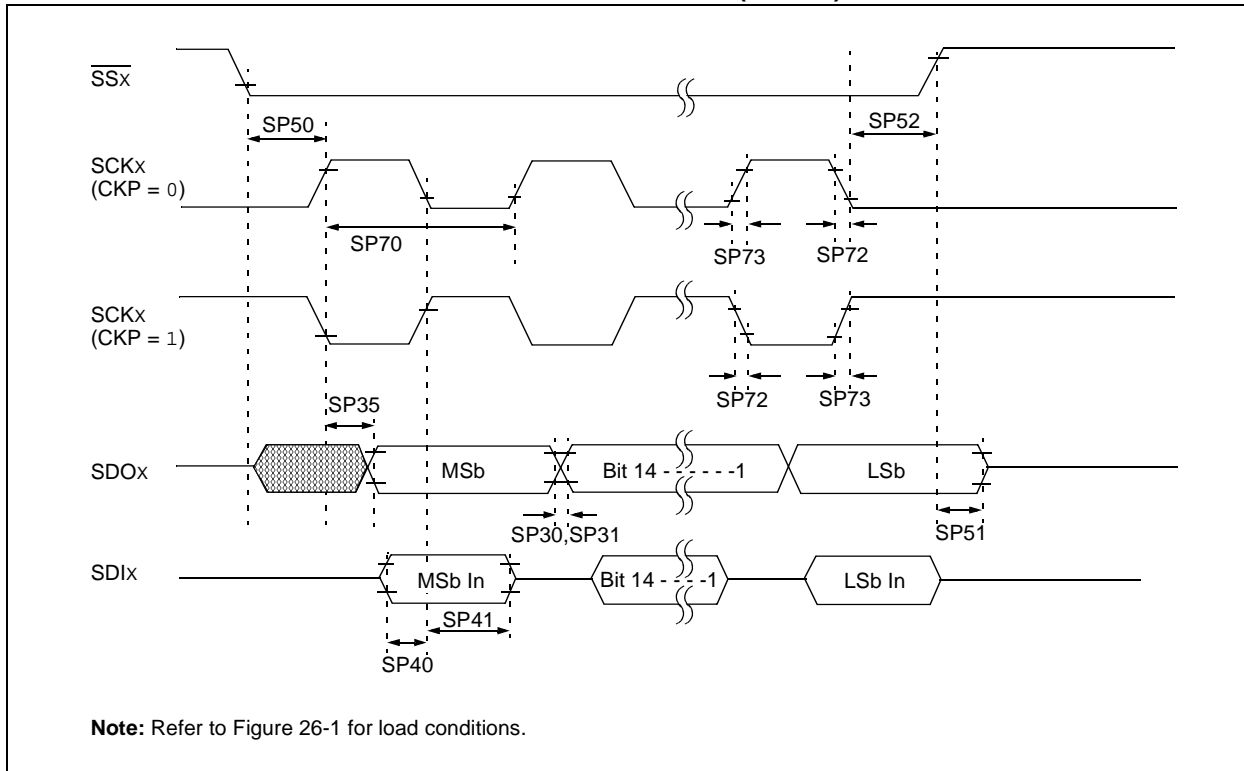 SSX
SP50
SP52
SCKX
(CKP = 0)
SP70
SP73
SP72
SCKX
(CKP = 1)
SP35
SP72
SP73
SDOX
MSb
Bit 14 - - - - - -1
LSb
SP30,SP31
SP51
SDIX
MSb In
Bit 14 - - - -1
LSb In
SP41
SP40
Note: Refer to Figure 26-1 for load conditions.